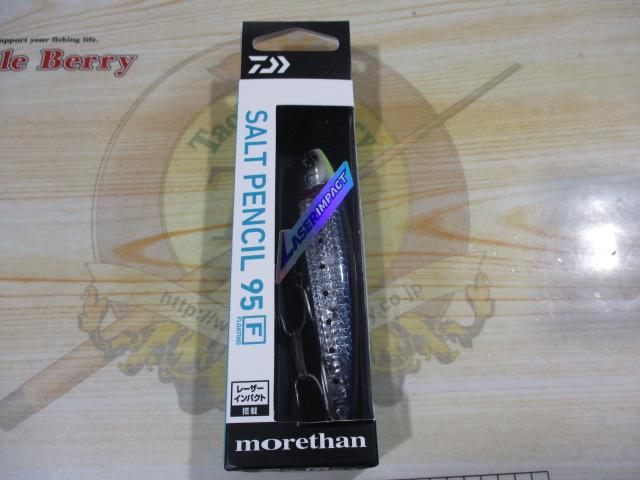 support your fishing life.
le Berry
SALT PENCIL 95 F
FLOATING
LASER IMPACT
レーザー
インパクト
搭載
morethan